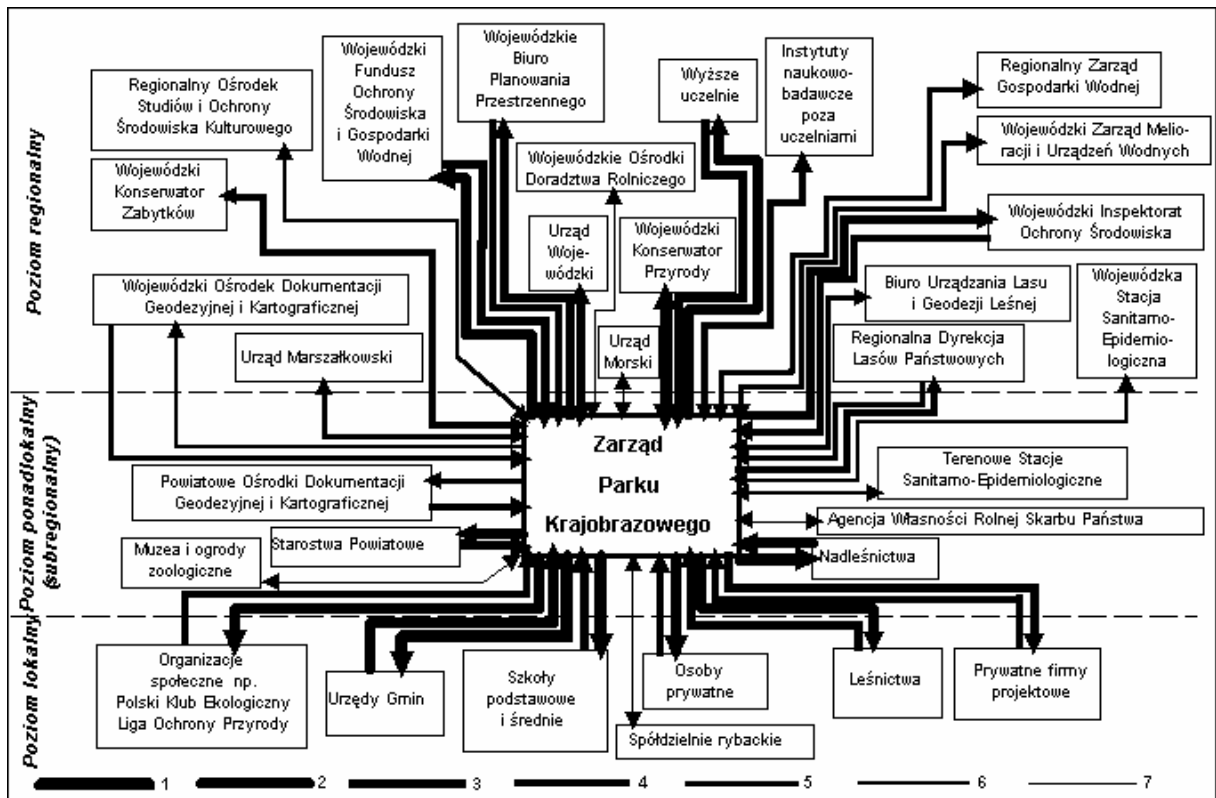 Poziom regionalny
Regionalny Ośrodek
Studiów i Ochrony
Środowiska Kulturowego
Wojewódzki
Fundusz
Ochrony
Środowiska
i Gospodarki
Wodnej
Wojewódzkie
Biuro
Planowania
Przestrzennego
Wyższe
uczelnie
Instytuty
naukowo-
badawcze
poza
uczelniami
Regionalny Zarząd
Gospodarki Wodnej
Wojewódzki Zarząd Melio-
racji i Urządzeń Wodnych
Wojewódzki
Konserwator
Zabytków
Wojewódzkie Ośrodki
Doradztwa Rolniczego
Urząd
Woje-
wódzki
Wojewódzki
Konserwator
Przyrody
Wojewódzki Inspektorat
Ochrony Środowiska
Wojewódzki Ośrodek Dokumentacji
Geodezyjnej i Kartograficznej
Biuro Urządzania Lasu
i Geodezji Leśnej
Wojewódzka
Stacja
Sanitarno-
Epidemio-
logiczna
Urząd Marszałkowski
Urząd
Morski
Regionalna Dyrekcja
Lasów Państwowych
Poziom ponadlokalny
(subregionalny)
Zarząd
Parku
Krajobrazowego
Powiatowe Ośrodki Dokumentacji
Geodezyjnej i Kartograficznej
Terenowe Stacje
Sanitarno-Epidemiologiczne
Agencja Własności Rolnej Skarbu Państwa
Starostwa Powiatowe
Muzea i ogrody
zoologiczne
Nadleśnictwa
Poziom lokalny
Organizacje
społeczne np.
Polski Klub Ekologiczny
Liga Ochrony Przyrody
Urzędy Gmin
Szkoły
podstawowe
i średnie
Osoby
prywatne
Leśnictwa
Prywatne firmy
projektowe
Spółdzielnie rybackie
1 2 3 4 5 6 7